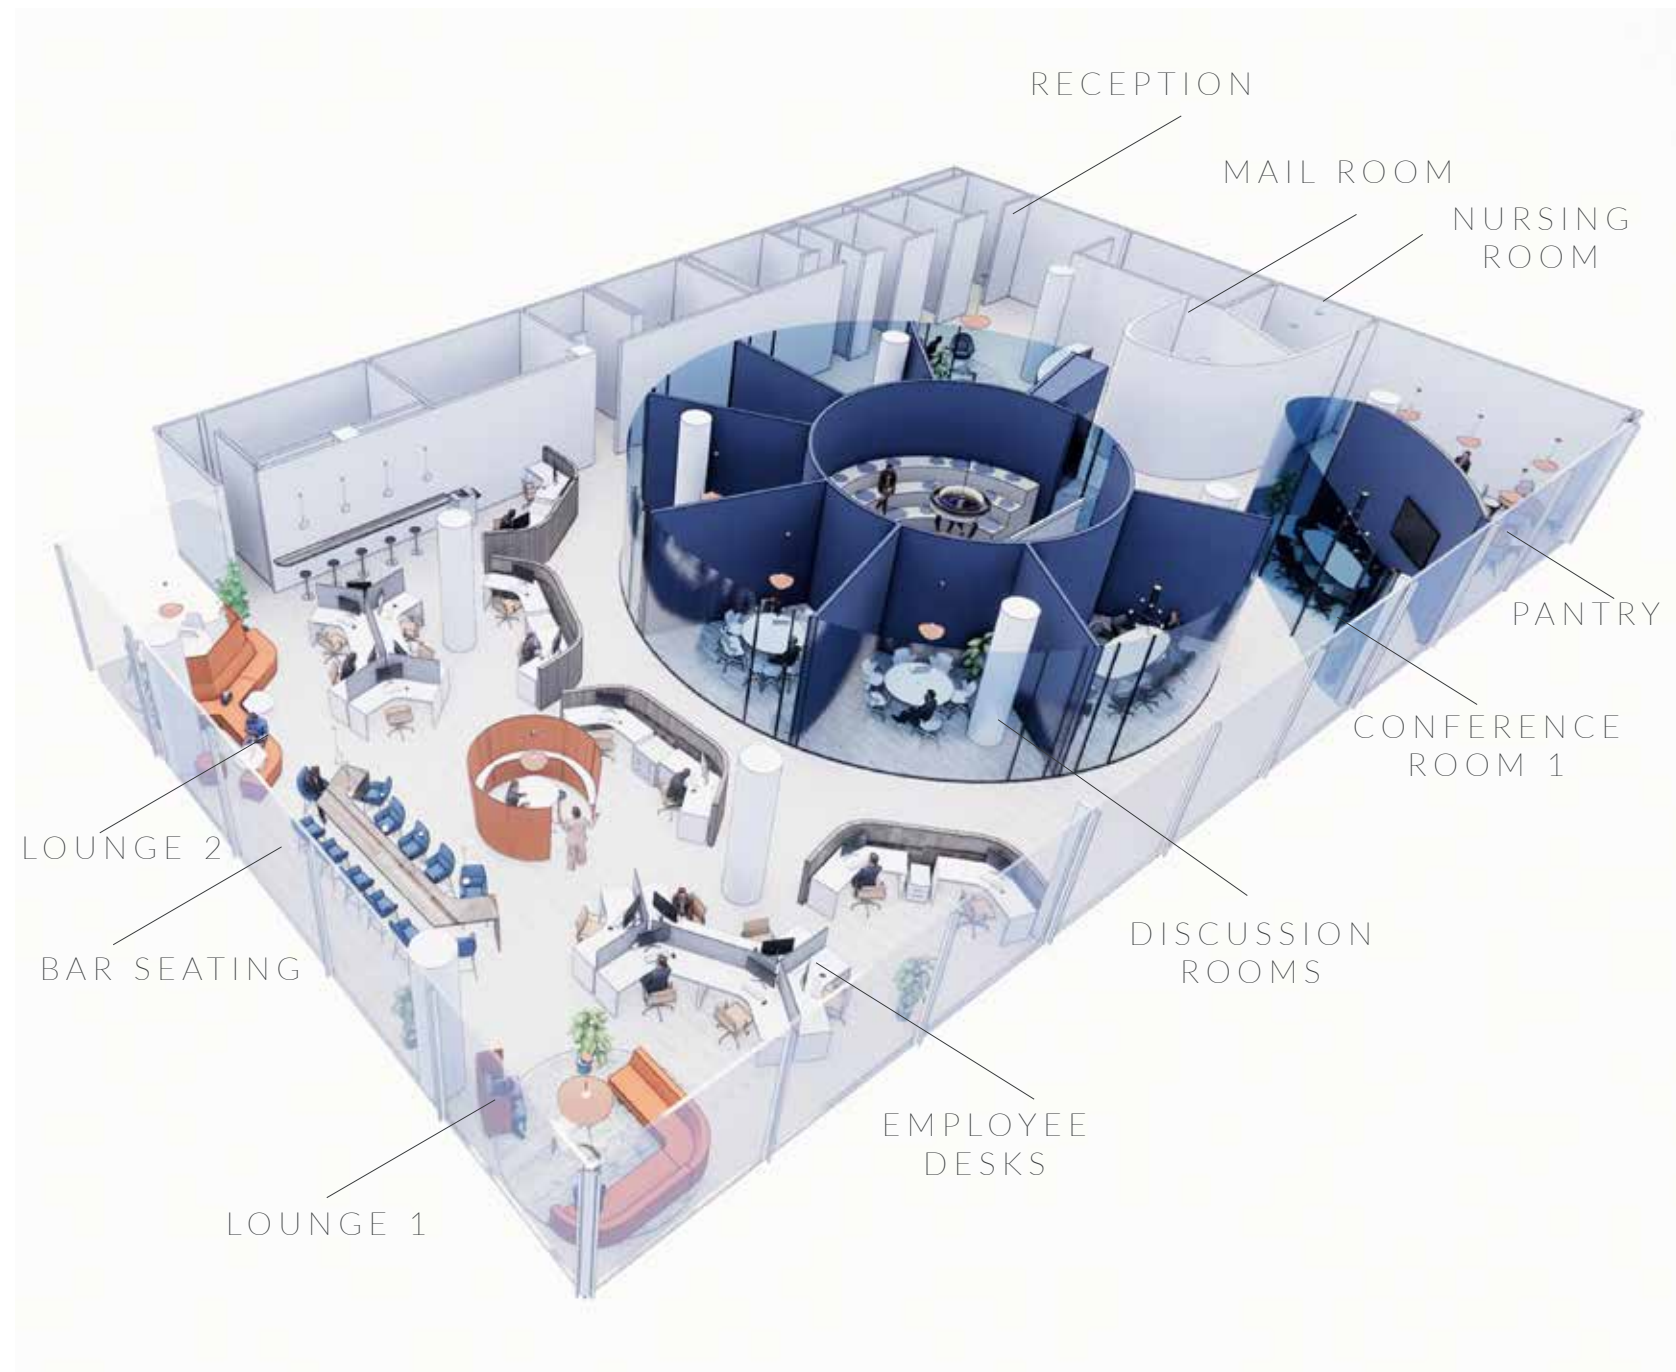 RECEPTION
MAIL ROOM
NURSING
ROOM
PANTRY
CONFERENCE
ROOM 1
LOUNGE 2
DISCUSSION
ROOMS
BAR SEATING
EMPLOYEE
DESKS
LOUNGE 1